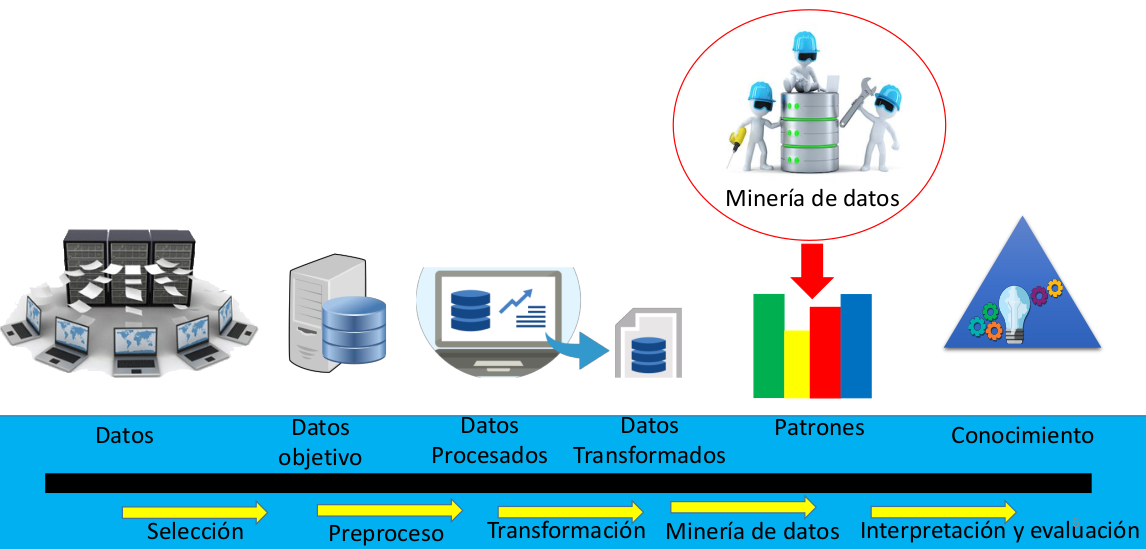 Minería de datos
Datos
Datos
objetivo
Datos
Procesados
Datos
Transformados
Patrones
Conocimiento
Selección
Preproceso
Transformación
Minería de datos
Interpretación y evaluación